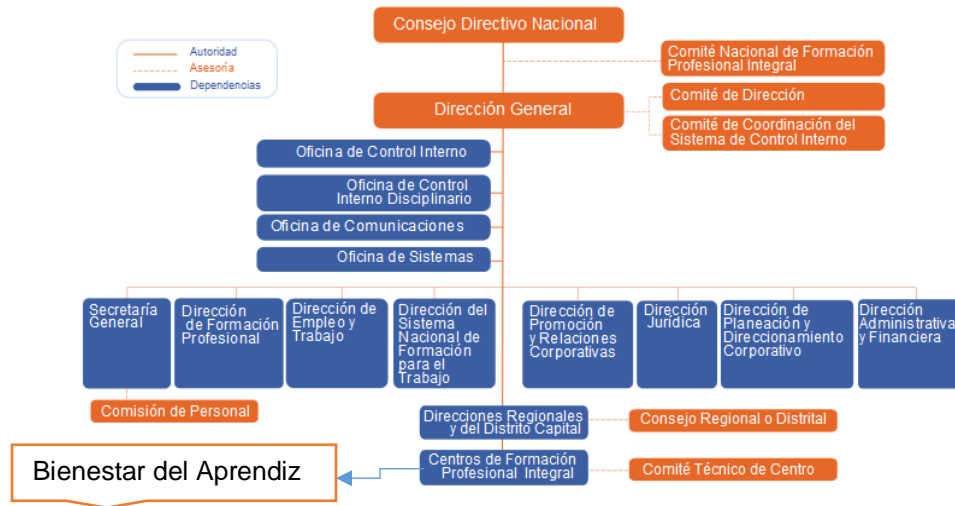 Consejo Directivo Nacional
Autoridad
Asesoría
Dependencias
Comité Nacional de Formación
Profesional Integral
Dirección General
Comité de Dirección
Comité de Coordinación del
Sistema de Control Interno
Oficina de Control Interno
Oficina de Control
Interno Disciplinario
Oficina de Comunicaciones
Oficina de Sistemas
Secretaría
General
Dirección
de Formación
Profesional
Dirección de
Empleo y
Trabajo
Dirección del
Sistema
Nacional de
Formación
para el
Trabajo
Dirección de
Promoción
y Relaciones
Corporativas
Dirección
Jurídica
Dirección de
Planeación y
Direccionamiento
Corporativo
Dirección
Administrativa
y Financiera
Comisión de Personal
Direcciones Regionales
y del Distrito Capital
Consejo Regional o Distrital
Bienestar del Aprendiz
Centros de Formación
Profesional Integral
Comité Técnico de Centro